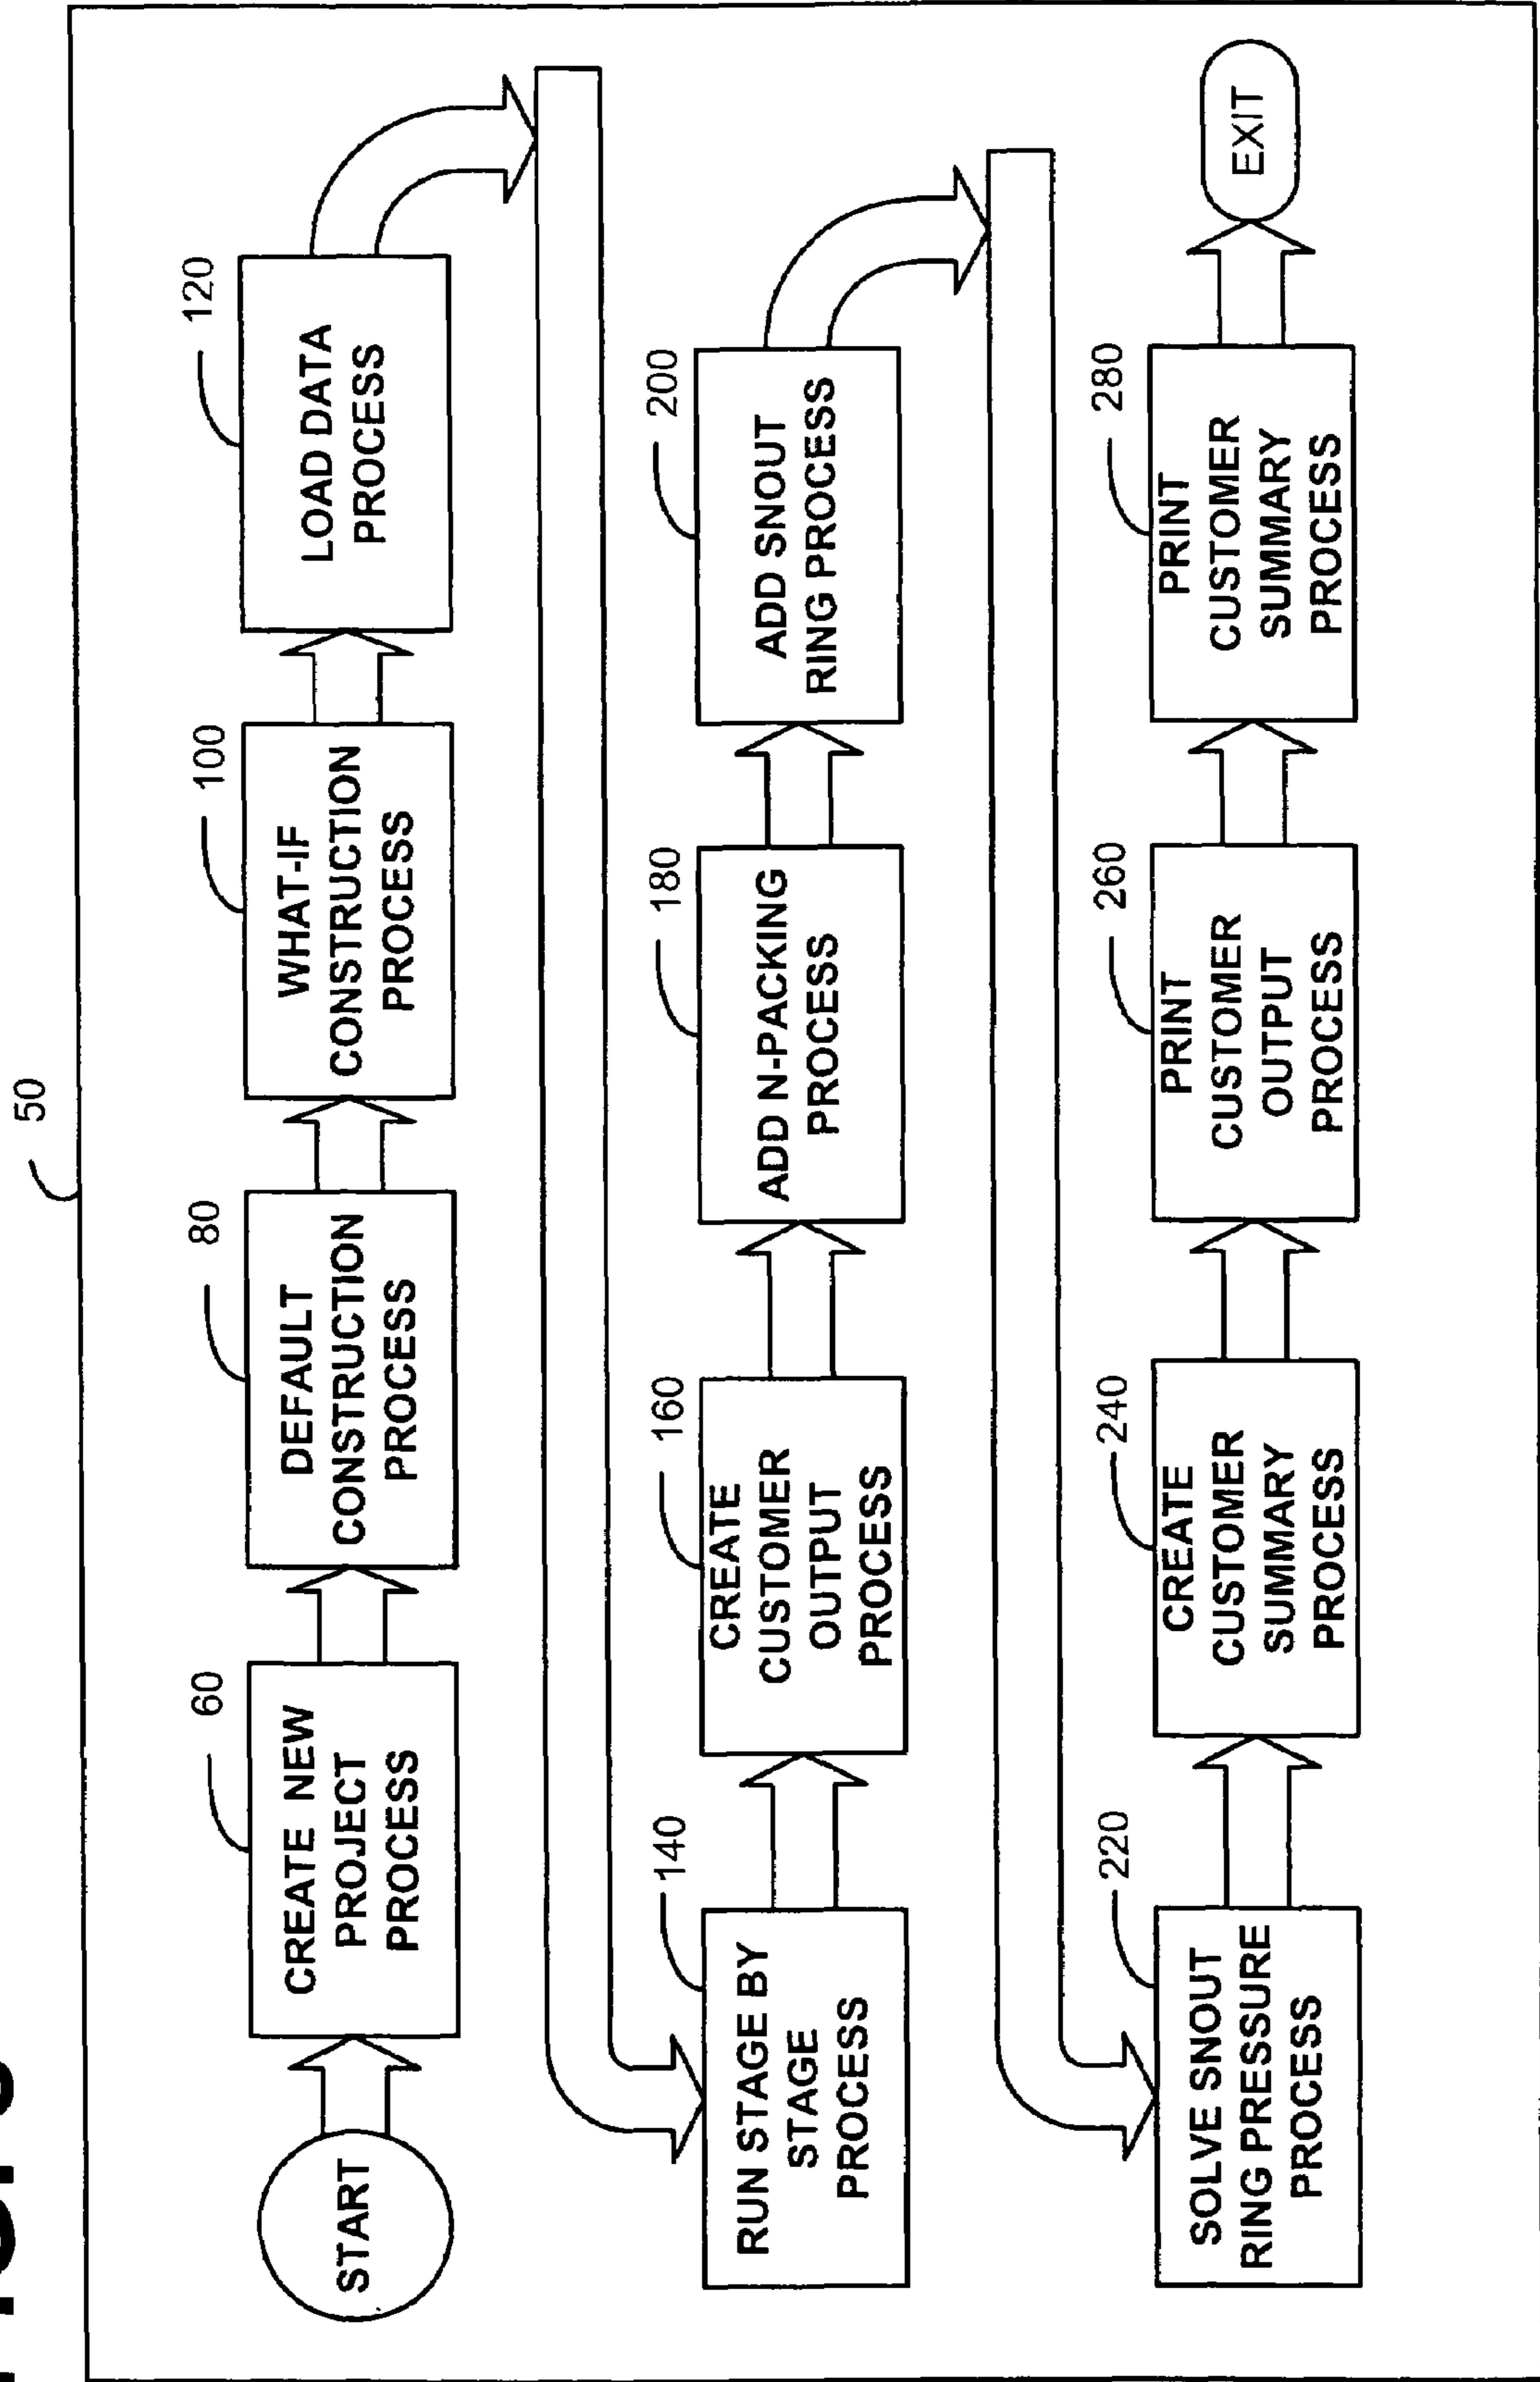 50
START
60
CREATE NEW
PROJECT
PROCESS
80
DEFAULT
CONSTRUCTION
PROCESS
100
WHAT-IF
CONSTRUCTION
PROCESS
120
LOAD DATA
PROCESS
140
RUN STAGE BY
STAGE
PROCESS
160
CREATE
CUSTOMER
OUTPUT
PROCESS
180
ADD N-PACKING
PROCESS
200
ADD SNOUT
RING PROCESS
220
SOLVE SNOUT
RING PRESSURE
PROCESS
240
CREATE
CUSTOMER
SUMMARY
PROCESS
260
PRINT
CUSTOMER
OUTPUT
PROCESS
280
PRINT
CUSTOMER
SUMMARY
PROCESS
EXIT